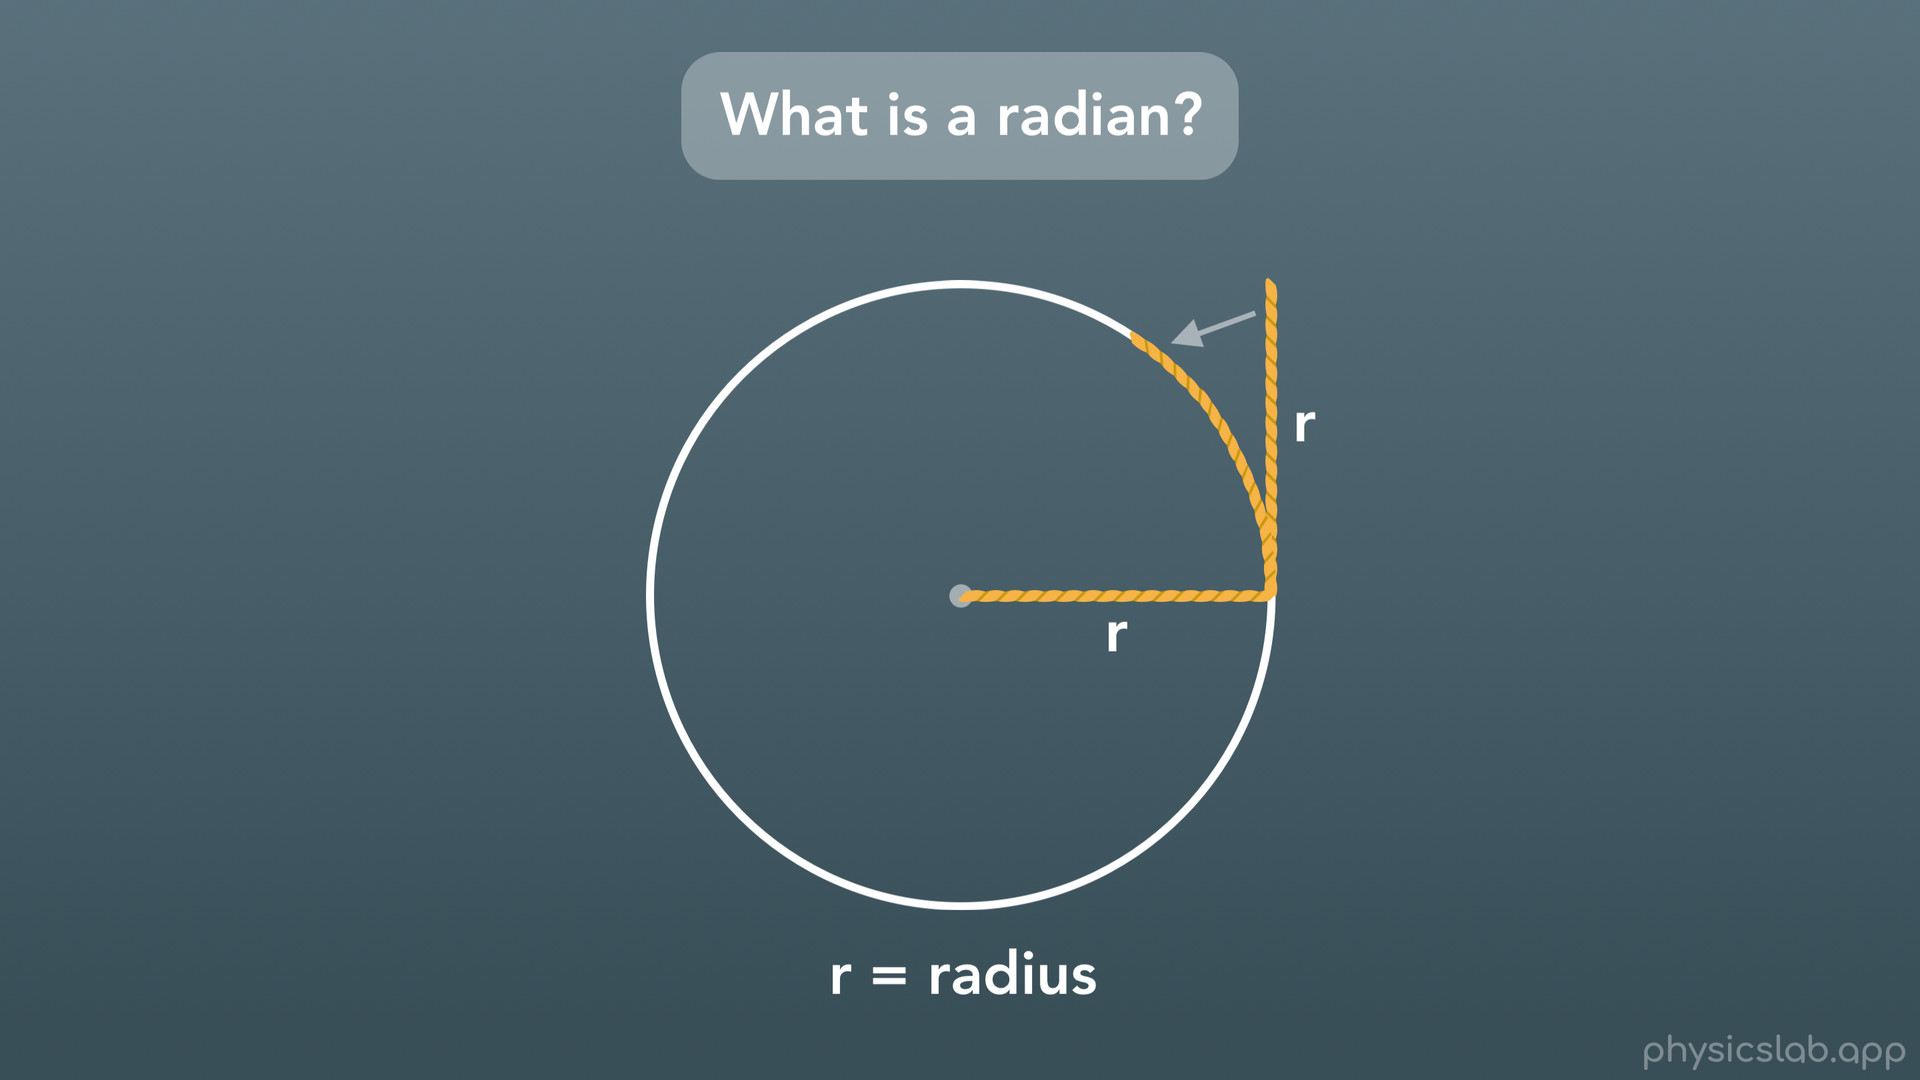 What is a radian?
r
r
r = radius
physicslab.app